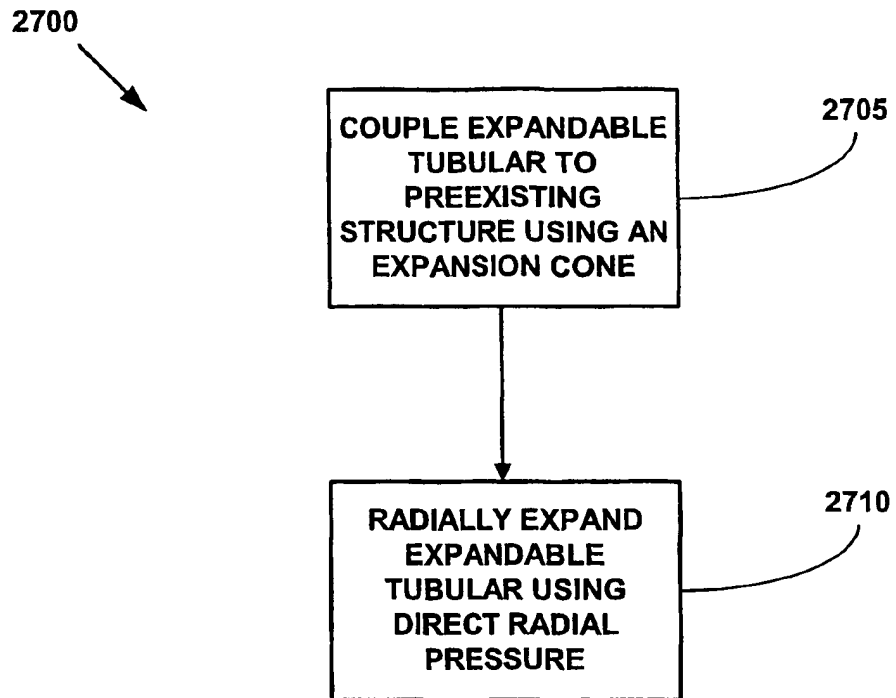 2700
COUPLE EXPANDABLE
TUBULAR TO
PREEXISTING
STRUCTURE USING AN
EXPANSION CONE
2705
RADIALLY EXPAND
EXPANDABLE
TUBULAR USING
DIRECT RADIAL
PRESSURE
2710